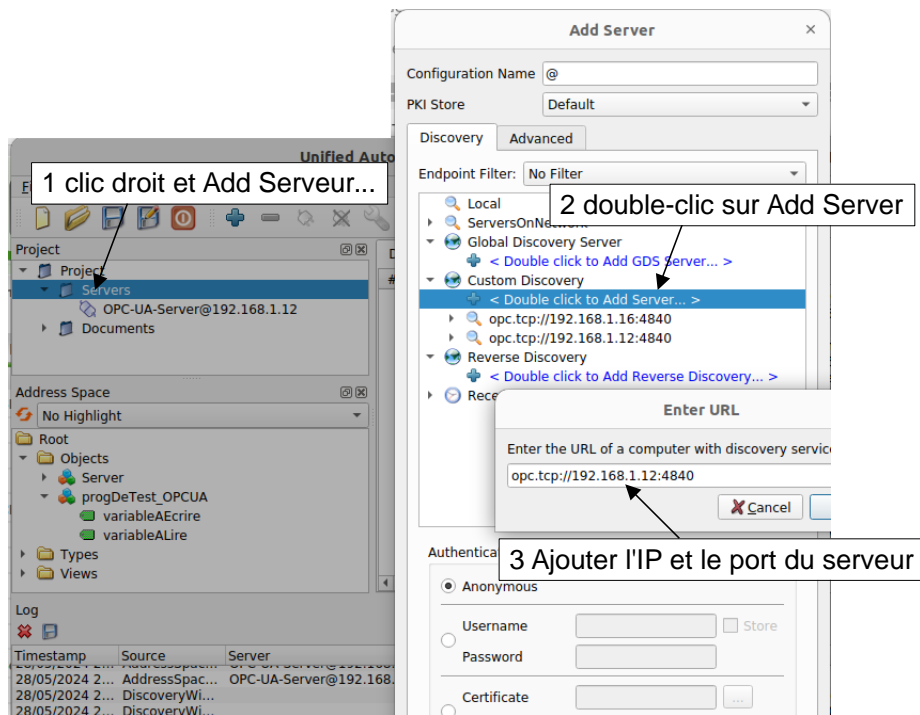 Add Server
Configuration Name @
PKI Store Default
Discovery Advanced
Unified Auto
1 clic droit et Add Serveur...
Endpoint Filter: No Filter
Local
2 double-clic sur Add Server
Project
Global Discovery Server
< Double click to Add GDS Server... >
Project
Servers
Custom Discovery
< Double click to Add Server... >
OPC-UA-Server@192.168.1.12
opc.tcp://192.168.1.16:4840
Documents
opc.tcp://192.168.1.12:4840
Reverse Discovery
< Double click to Add Reverse Discovery... >
Address Space
No Highlight
Enter URL
Root
Objects
Enter the URL of a computer with discovery
Server
opc.tcp://192.168.1.12:4840
progDeTest_OPCUA
variableAEcrire
Cancel
variableALire
Types
3 Ajouter l'IP et le port du serveur
Views
Anonymous
Log
Username Store
Password
Timestamp Source Server
28/05/2024 2... AddressSpac... OPC-UA-Server@192.168.
28/05/2024 2... DiscoveryWi...
Certificate ...
28/05/2024 2... DiscoveryWi...